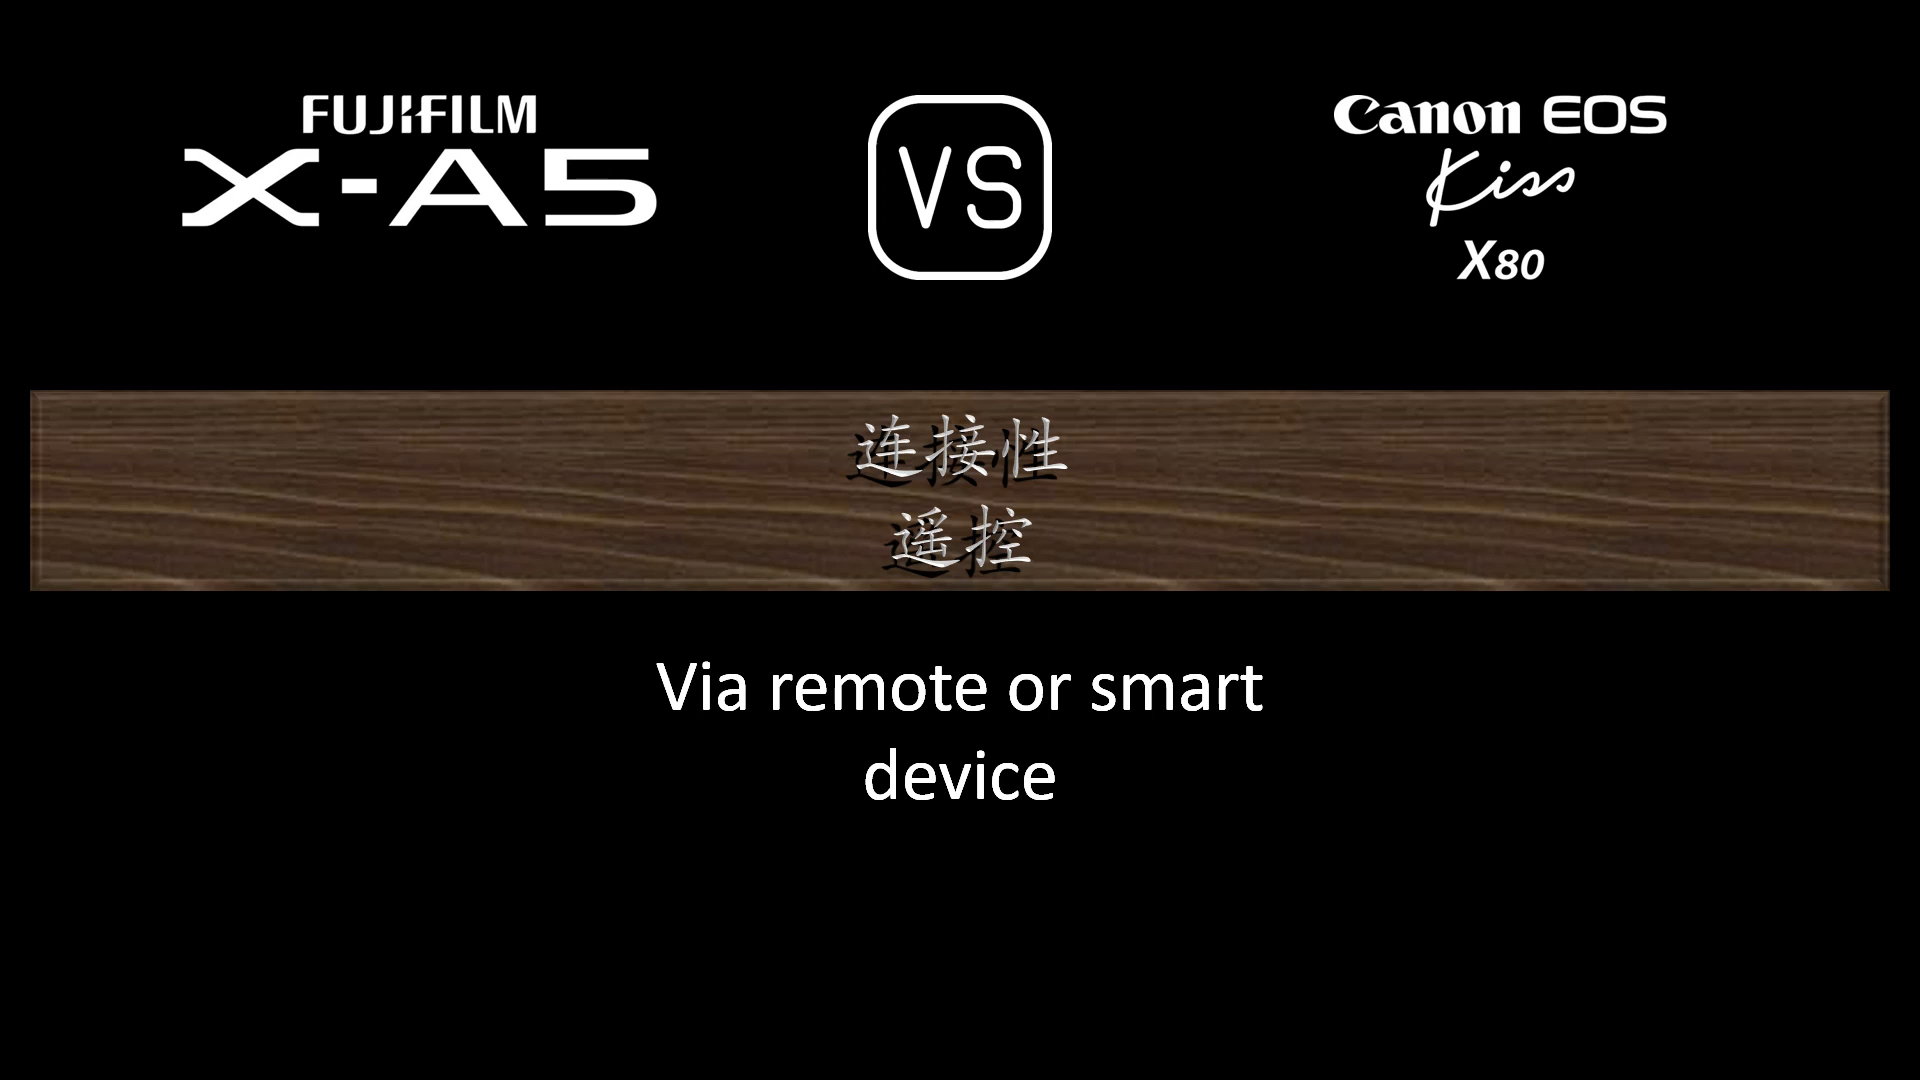 FUJIFILM
X-A5
VS
Canon EOS
Kiss
X80
连接性
遥控
Via remote or smart
device